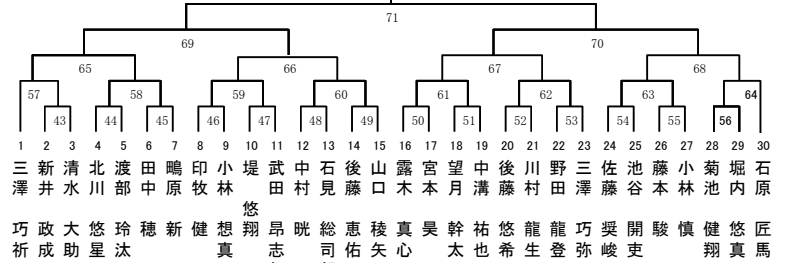 71
69 70
65 66 67 68
57 58 59 60 61 62 63 64
43 44 45 46 47 48 49 50 51 52 53 54 55 56
1 2 3 4 5 6 7 8 9 10 11 12 13 14 15 16 17 18 19 20 21 22 23 24 25 26 27 28 29 30
三澤 巧祈
新井 政成
清水 大助
北川 悠星
渡部 玲汰
田中 穂
鴫原 新
印牧 健
小林 想真
堤 悠翔
武田 昂志
中村 晄
石見 総司
後藤 恵佑
山口 稜矢
露木 真心
宮本 昊
望月 幹太
中溝 祐也
後藤 悠希
川村 龍生
野田 龍登
三澤 巧弥
佐藤 奨峻
池谷 開吏
藤本 駿
小林 慎
菊池 健翔
堀内 悠真
石原 匠馬